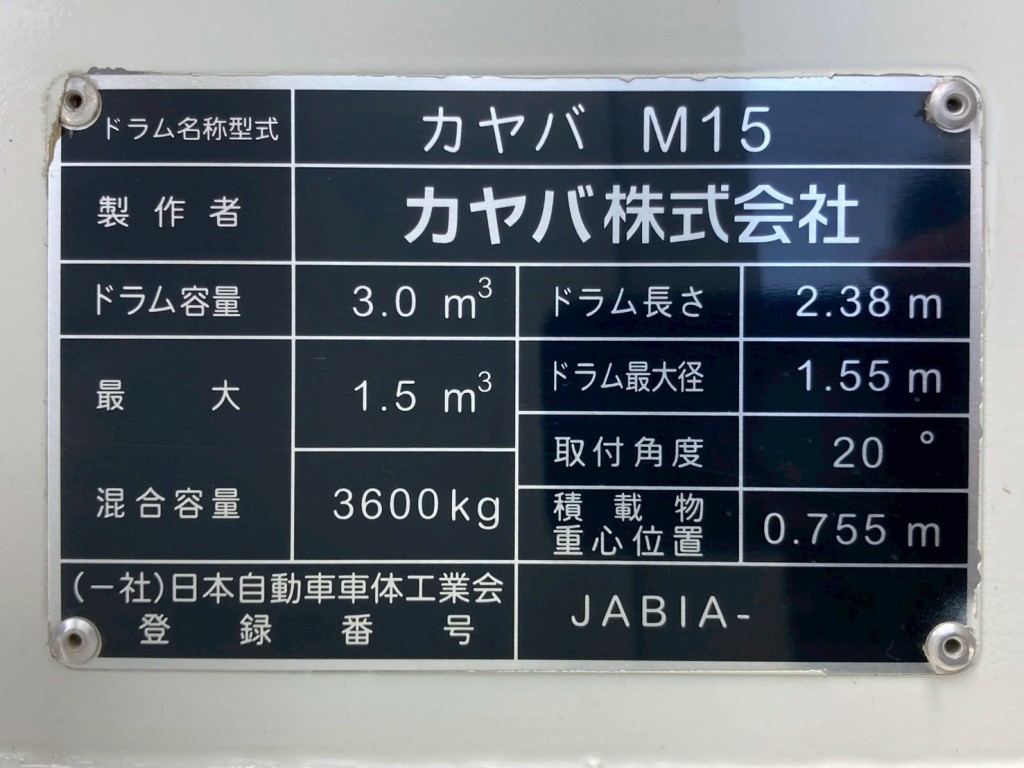 ドラム名称型式 カヤバ M15
製作者 カヤバ株式会社
ドラム容量 3.0 m³ ドラム長さ 2.38 m
最大 1.5 m³ ドラム最大径 1.55 m
取付角度 20°
混合容量 3600kg 積載物
重心位置 0.755 m
(一社)日本自動車車体工業会
登録番号 JABIA-